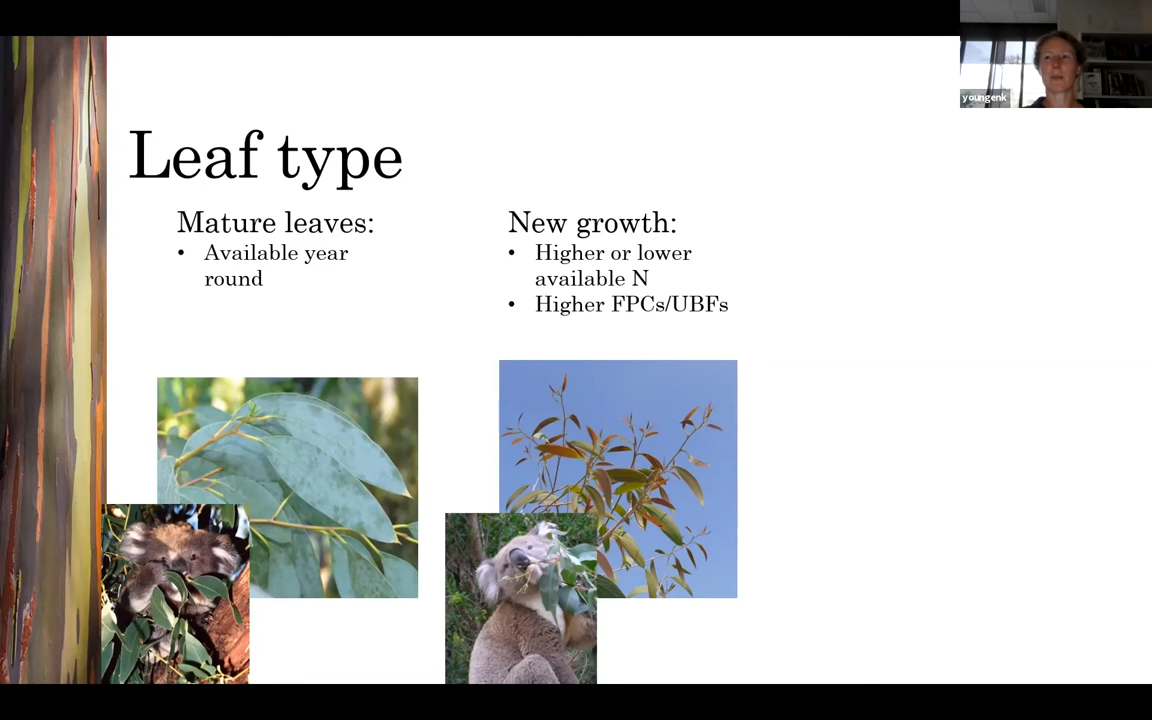 youngenk
Leaf type
Mature leaves:
• Available year
round
New growth:
• Higher or lower
available N
• Higher FPCs/UBFs